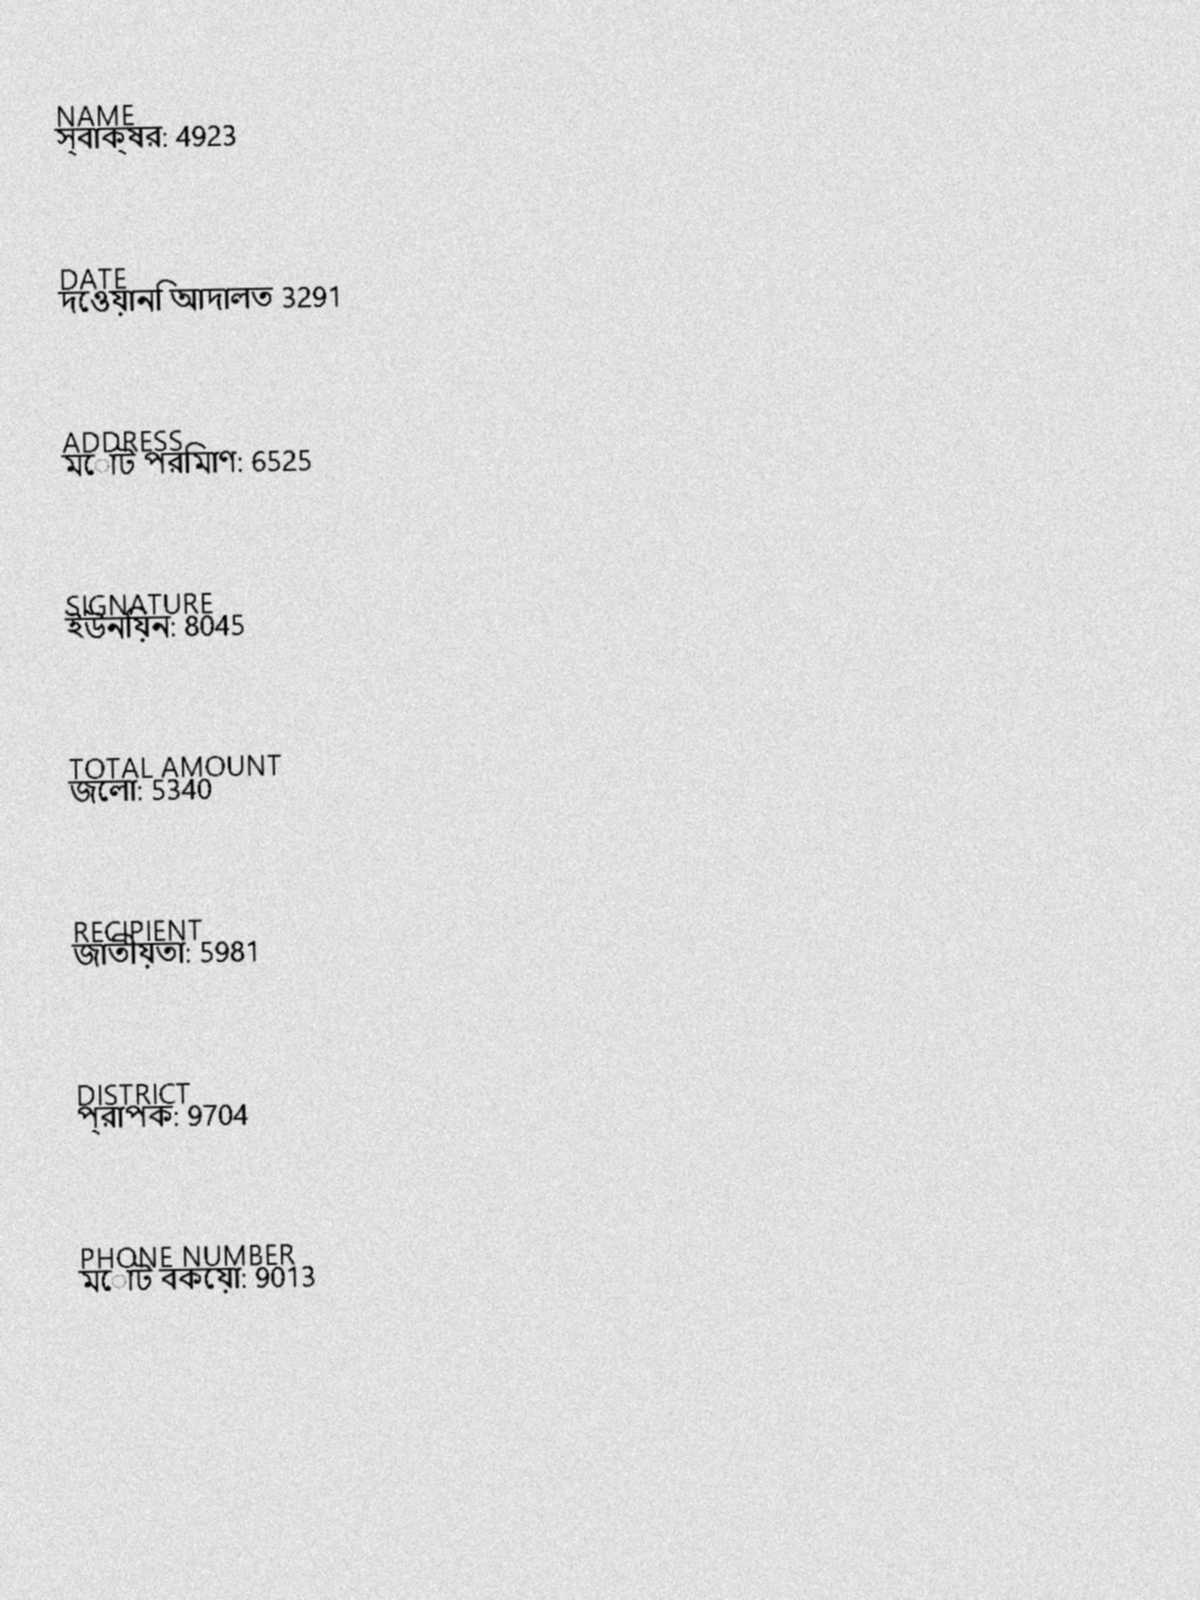 NAME
স্বাক্ষর: 4923
DATE
দেওয়ানি আদালত 3291
ADDRESS
মোট পরিমাণ: 6525
SIGNATURE
ইউনিয়ন: 8045
TOTAL AMOUNT
জেলা: 5340
RECIPIENT
জাতীয়তা: 5981
DISTRICT
প্রাপক: 9704
PHONE NUMBER
মোট বকেয়া: 9013